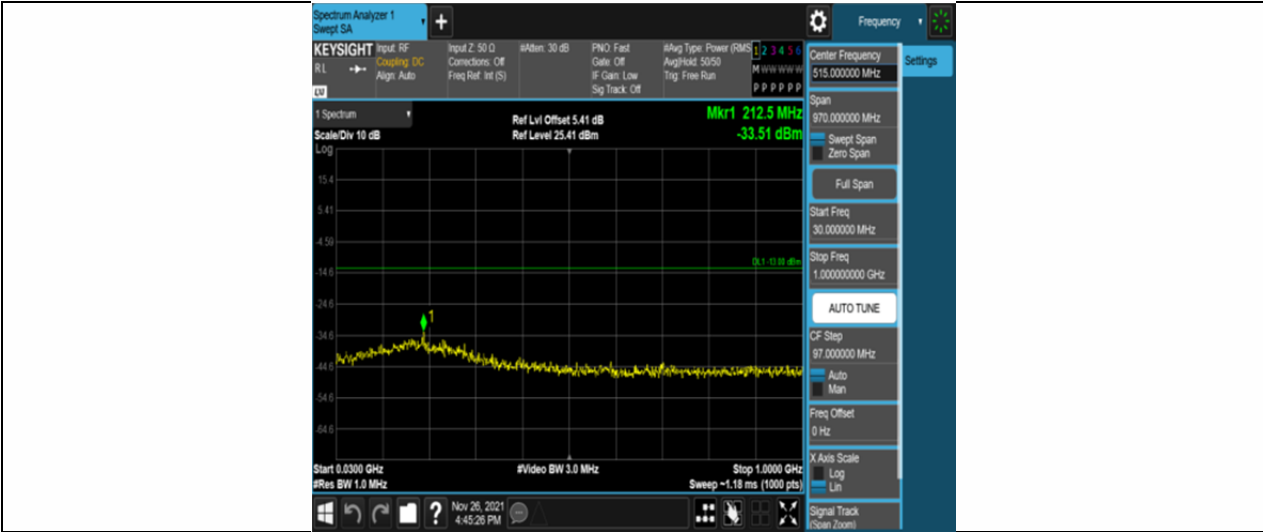 Spectrum Analyzer 1
Swept SA
+
Frequency
KEYSIGHT
RL
LV
Input: RF
Coupling: DC
Align: Auto
Input Z: 50 Ω
Corrections: Off
Freq Ref: Int (S)
#Atten: 30 dB
PNO: Fast
Gate: Off
IF Gain: Low
Sig Track: Off
#Avg Type: Power (RMS
Avg|Hold: 50/50
Trig: Free Run
1 2 3 4 5 6
M W W W W W
P P P P P P
Center Frequency
515.000000 MHz
Settings
Span
970.000000 MHz
Swept Span
Zero Span
Full Span
Start Freq
30.000000 MHz
Stop Freq
1.000000000 GHz
AUTO TUNE
CF Step
97.000000 MHz
Auto
Man
Freq Offset
0 Hz
X Axis Scale
Log
Lin
Signal Track
(Span Zoom)
1 Spectrum
Scale/Div 10 dB
Log
Ref Lvl Offset 5.41 dB
Ref Level 25.41 dBm
Mkr1 212.5 MHz
-33.51 dBm
15.4
5.41
-4.59
DL1 -13.00 dBm
-14.6
-24.6
1
-34.6
-44.6
-54.6
-64.6
Start 0.0300 GHz
#Video BW 3.0 MHz
Stop 1.0000 GHz
#Res BW 1.0 MHz
Sweep ~1.18 ms (1000 pts)
?
Nov 26, 2021
4:45:26 PM